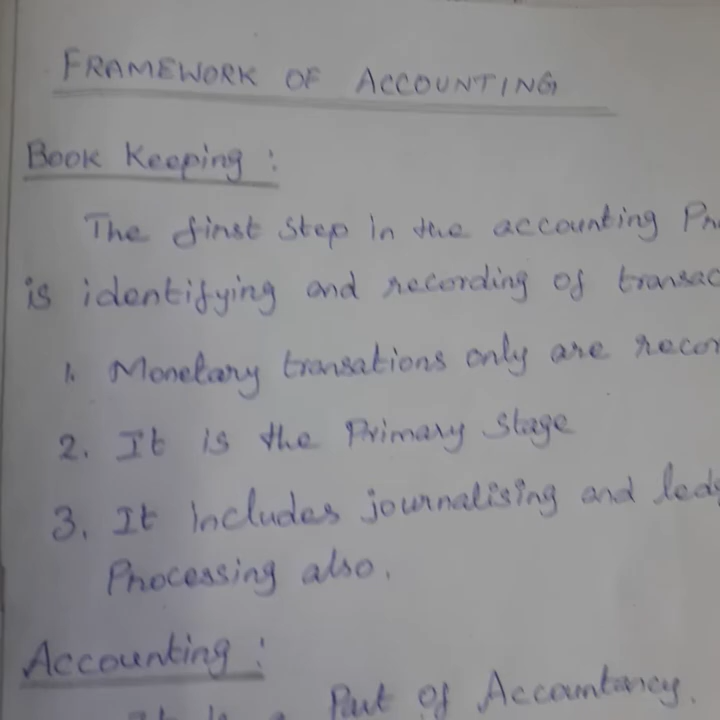 FRAMEWORK OF ACCOUNTING
Book Keeping :
The first step in the accounting
is identifying and recording of
1. Monetary transations only are
2. It is the Primary stage
3. It includes journalising and
Processing also.
Accounting :
Part of Accountancy.